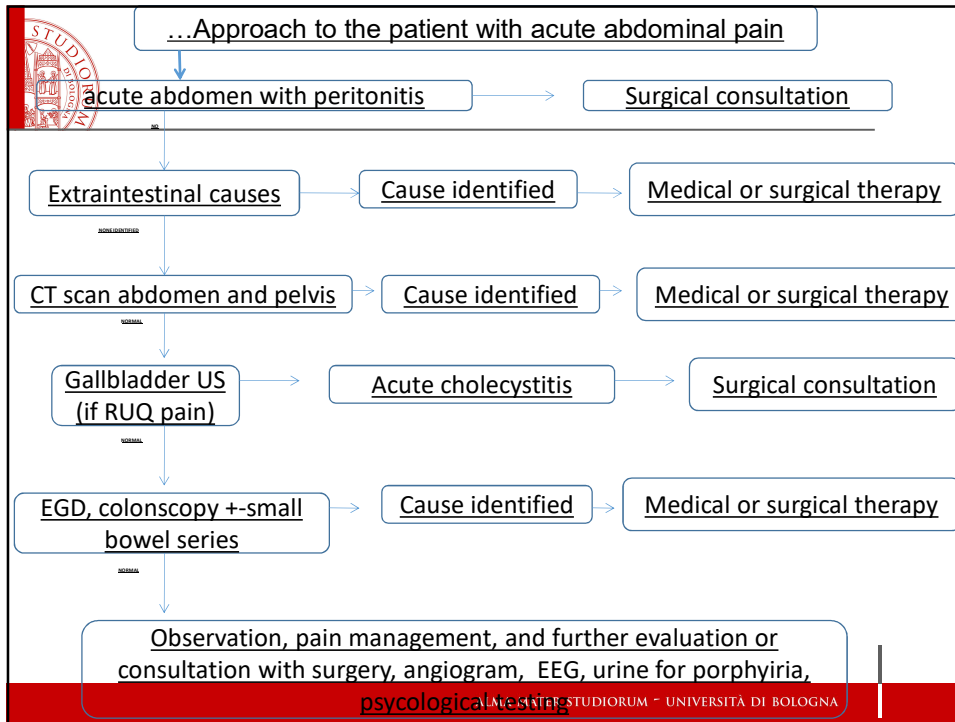 …Approach to the patient with acute abdominal pain
STUDIORUM
DI BOLOGNA
acute abdomen with peritonitis
Surgical consultation
NO
Extraintestinal causes
Cause identified
Medical or surgical therapy
NONE IDENTIFIED
CT scan abdomen and pelvis
Cause identified
Medical or surgical therapy
NORMAL
Gallbladder US
(if RUQ pain)
Acute cholecystitis
Surgical consultation
NORMAL
EGD, colonscopy +-small
bowel series
Cause identified
Medical or surgical therapy
NORMAL
Observation, pain management, and further evaluation or
consultation with surgery, angiogram, EEG, urine for porphyiria,
psycological testing
ALMA MATER STUDIORUM ~ UNIVERSITÀ DI BOLOGNA